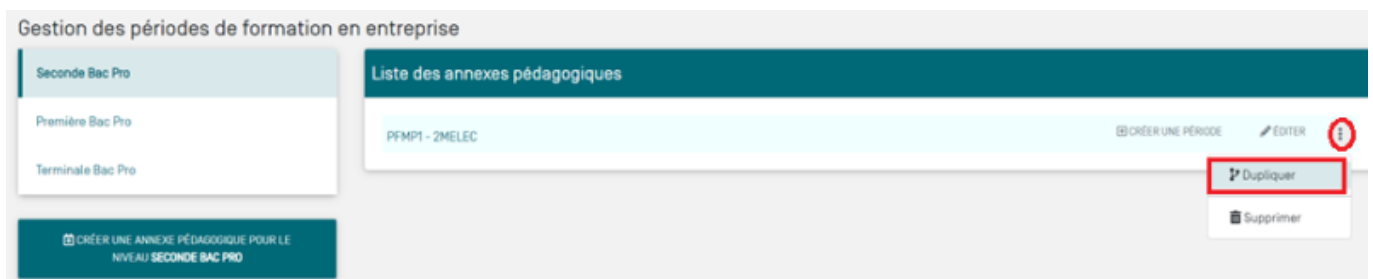 Gestion des périodes de formation en entreprise
Seconde Bac Pro
Première Bac Pro
Terminale Bac Pro
CRÉER UNE ANNEXE PÉDAGOGIQUE POUR LE
NIVEAU SECONDE BAC PRO
Liste des annexes pédagogiques
PFMP1 - 2MELEC
CRÉER UNE PÉRIODE
ÉDITER
Dupliquer
Supprimer